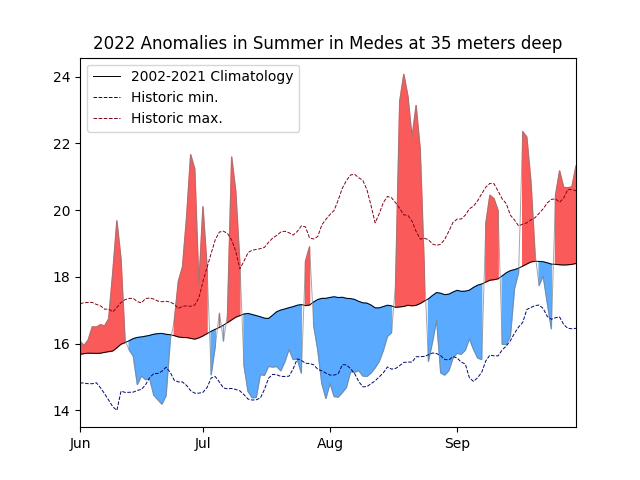 2022 Anomalies in Summer in Medes at 35 meters deep
2002-2021 Climatology
Historic min.
Historic max.
24
22
20
18
16
14
Jun Jul Aug Sep